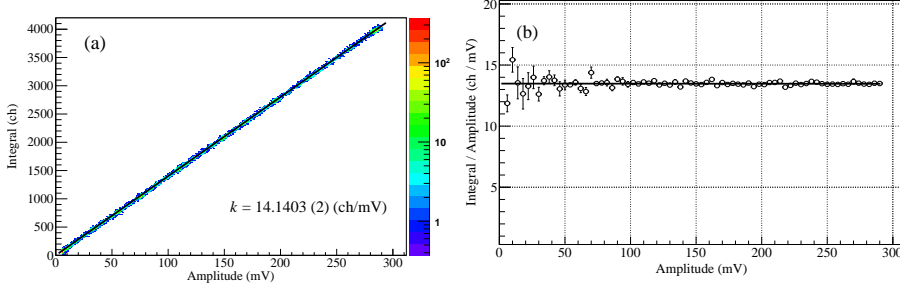 (a)
Integral (ch)
4000
3500
3000
2500
2000
1500
1000
500
0
k = 14.1403 (2) (ch/mV)
0 50 100 150 200 250 300
Amplitude (mV)
10²
10
1
(b)
Integral / Amplitude (ch / mV)
20
15
10
5
0 50 100 150 200 250 300
Amplitude (mV)